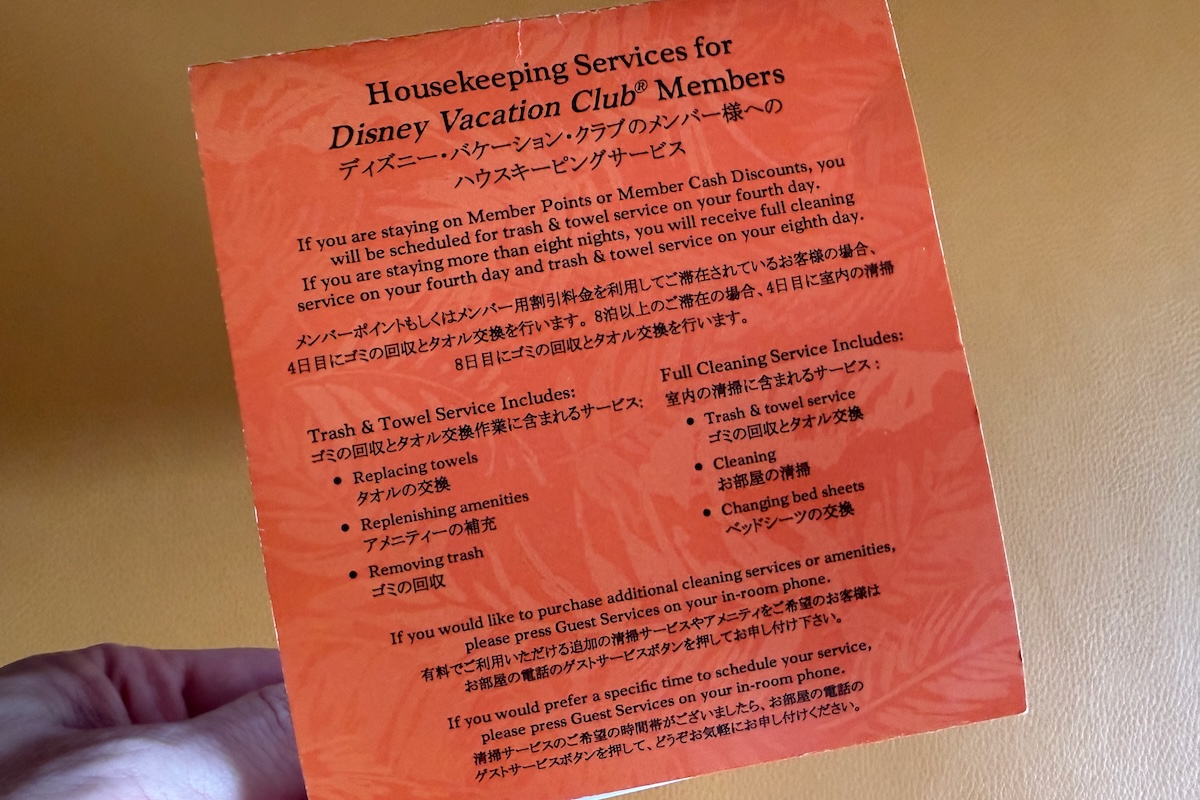 Housekeeping Services for
Disney Vacation Club® Members
ディズニー・バケーション・クラブのメンバー様への
ハウスキーピングサービス
If you are staying on Member Points or Member Cash Discounts, you
will be scheduled for trash & towel service on your fourth day.
If you are staying more than eight nights, you will receive full cleaning
service on your fourth day and trash & towel service on your eighth day.
メンバーポイントもしくはメンバー用割引料金を利用してご滞在されているお客様の場合、
4日目にゴミの回収とタオル交換を行います。8泊以上のご滞在の場合、4日目に室内の清掃
8日目にゴミの回収とタオル交換を行います。
Trash & Towel Service Includes:
ゴミの回収とタオル交換作業に含まれるサービス:
• Replacing towels
タオルの交換
• Replenishing amenities
アメニティーの補充
• Removing trash
ゴミの回収
Full Cleaning Service Includes:
室内の清掃に含まれるサービス:
• Trash & towel service
ゴミの回収とタオル交換
• Cleaning
お部屋の清掃
• Changing bed sheets
ベッドシーツの交換
If you would like to purchase additional cleaning services or amenities,
please press Guest Services on your in-room phone.
有料でご利用いただける追加の清掃サービスやアメニティをご希望のお客様は
お部屋の電話のゲストサービスボタンを押してお申し付け下さい。
If you would prefer a specific time to schedule your service,
please press Guest Services on your in-room phone.
清掃サービスのご希望の時間帯がございましたら、お部屋の電話の
ゲストサービスボタンを押して、どうぞお気軽にお申し付けください。